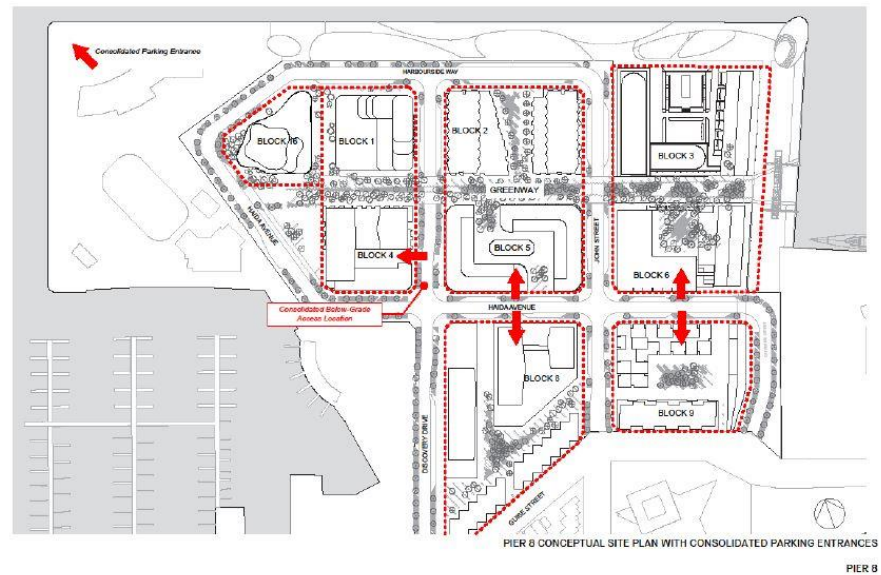 Consolidated Parking Entrance
HARBOURSIDE WAY
BLOCK 16
BLOCK 1
BLOCK 2
BLOCK 3
GREENWAY
HAIDA AVENUE
BLOCK 4
BLOCK 5
JOHN STREET
BLOCK 6
Consolidated Below-Grade
Access Location
HAIDA AVENUE
BLOCK 8
BLOCK 9
DISCOVERY DRIVE
GUISE STREET
PIER 8 CONCEPTUAL SITE PLAN WITH CONSOLIDATED PARKING ENTRANCES
PIER 8